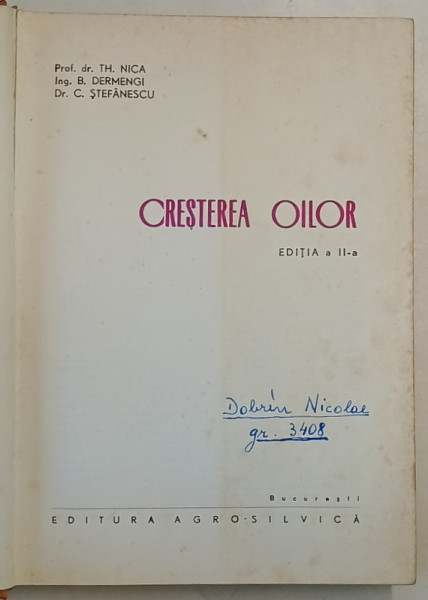 Prof. dr. TH. NICA
Ing. B. DERMENGI
Dr. C. ŞTEFĂNESCU
CREŞTEREA OILOR
EDIŢIA a II-a
Dobrin Nicolae
gr. 3408
Bucureşti
EDITURA AGRO-SILVICĂ